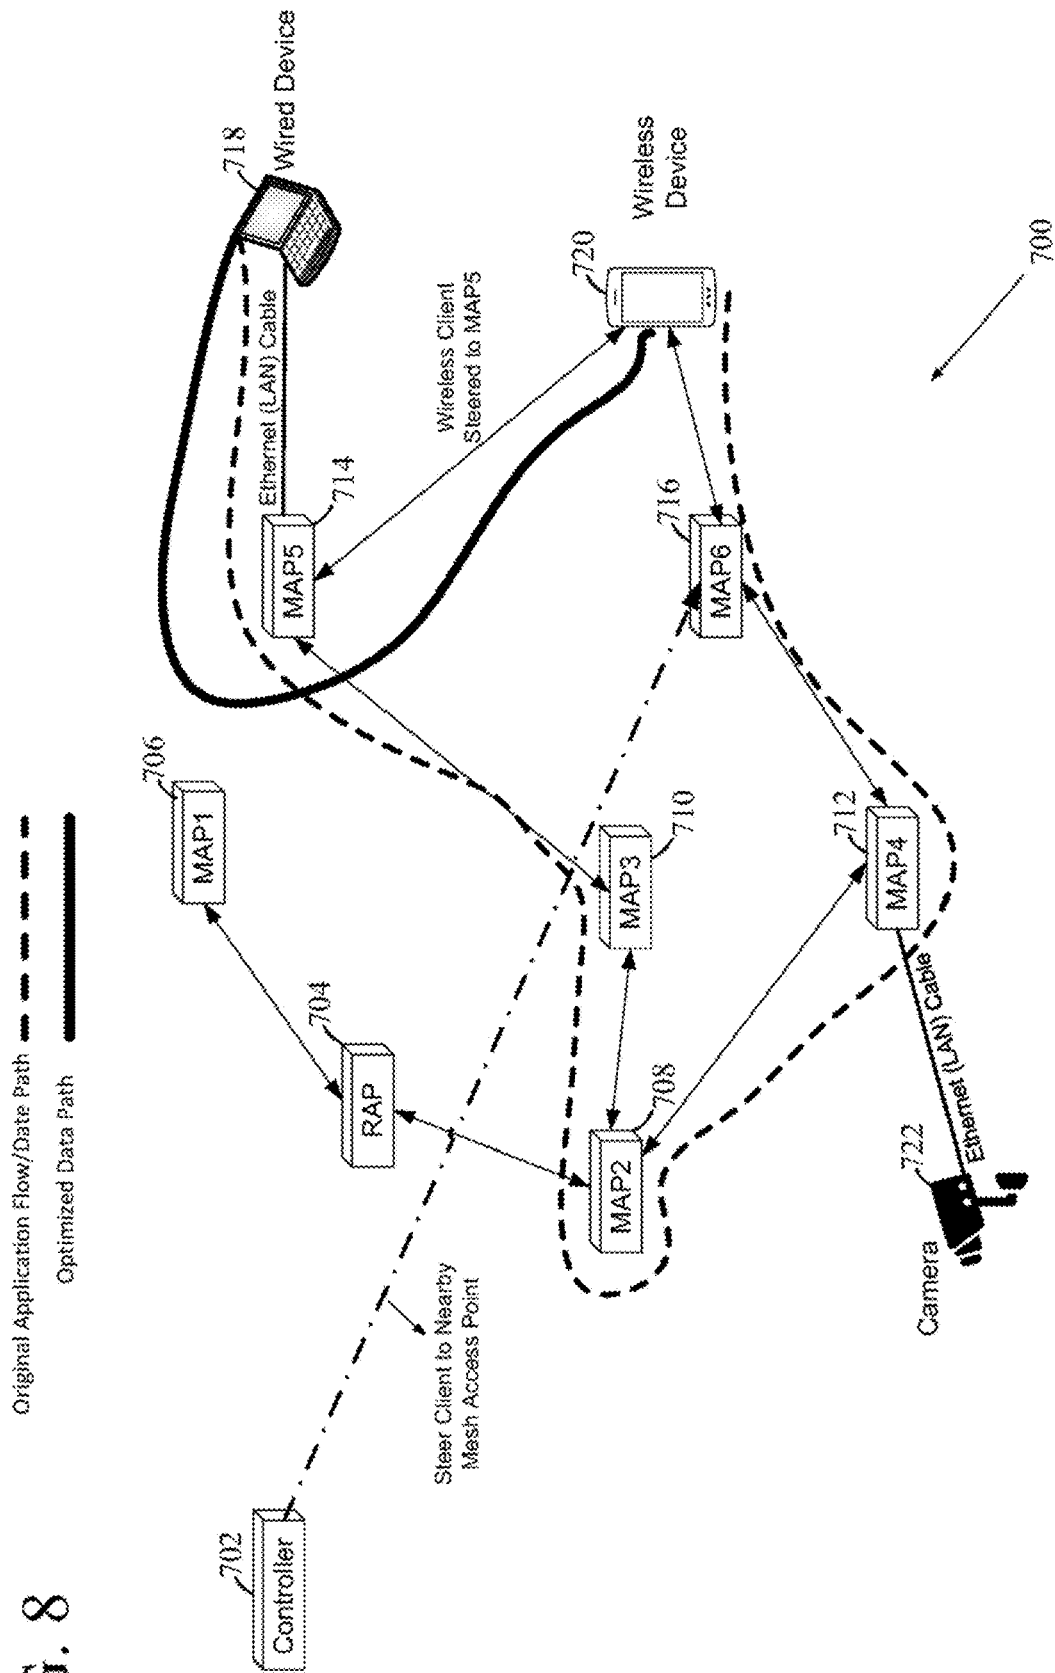 . 8
Original Application Flow/Date Path
Optimized Data Path
702
Controller
Steer Client to Nearby
Mesh Access Point
704
RAP
706
MAP1
708
MAP2
710
MAP3
712
MAP4
714
MAP5
716
MAP6
Ethernet (LAN) Cable
718
Wired Device
Wireless Client
Steered to MAP5
720
Wireless
Device
722
Camera
Ethernet (LAN) Cable
700